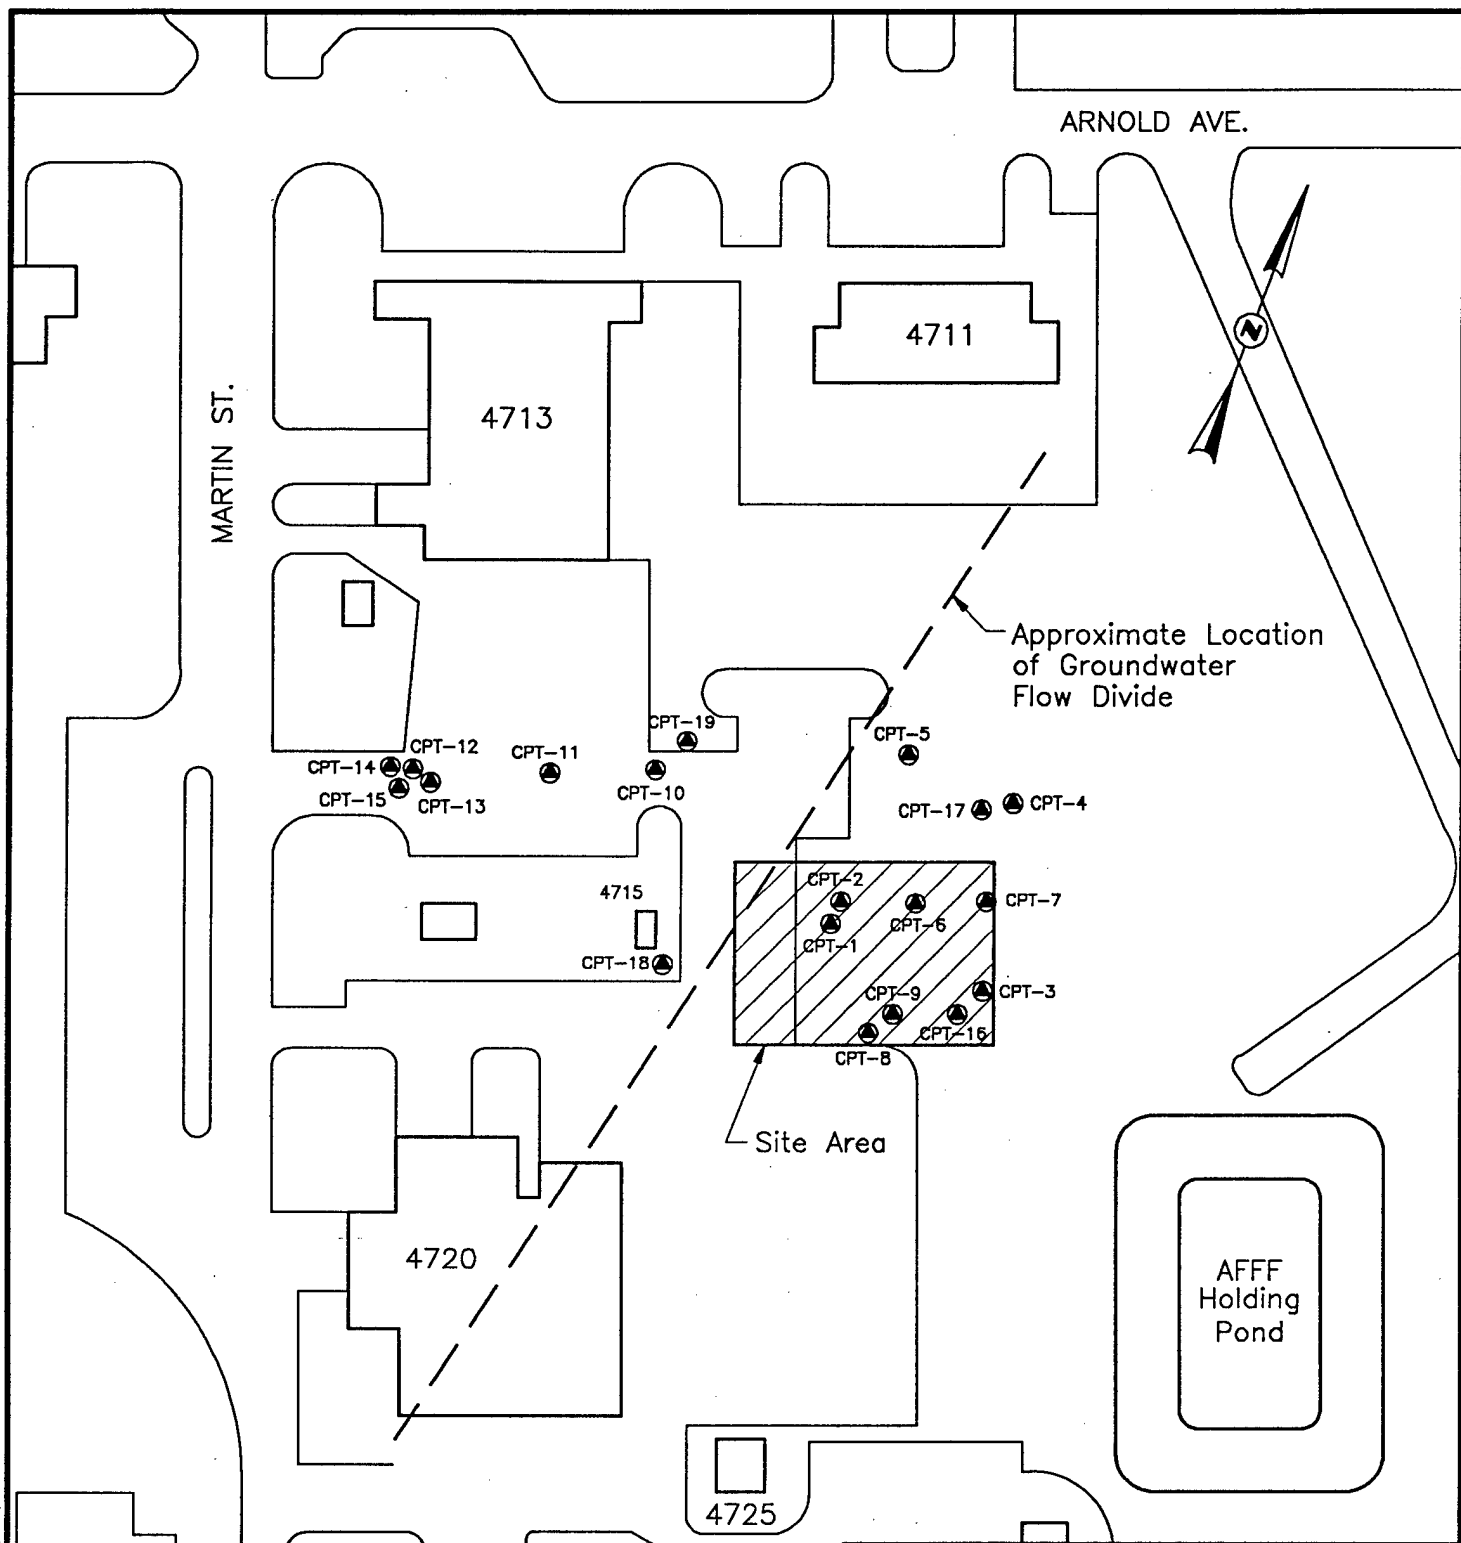 ARNOLD AVE.
N
4711
4713
MARTIN ST.
Approximate Location
of Groundwater
Flow Divide
CPT-19
CPT-5
CPT-12
CPT-11
CPT-14
CPT-10
CPT-15
CPT-13
CPT-17
CPT-4
CPT-2
4715
CPT-7
CPT-6
CPT-1
CPT-18
CPT-9
CPT-3
CPT-16
CPT-8
Site Area
4720
AFFF
Holding
Pond
4725